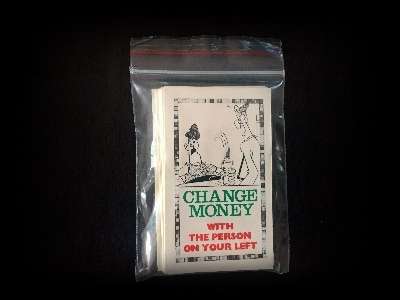 CHANGE
MONEY
WITH
THE PERSON
ON YOUR LEFT